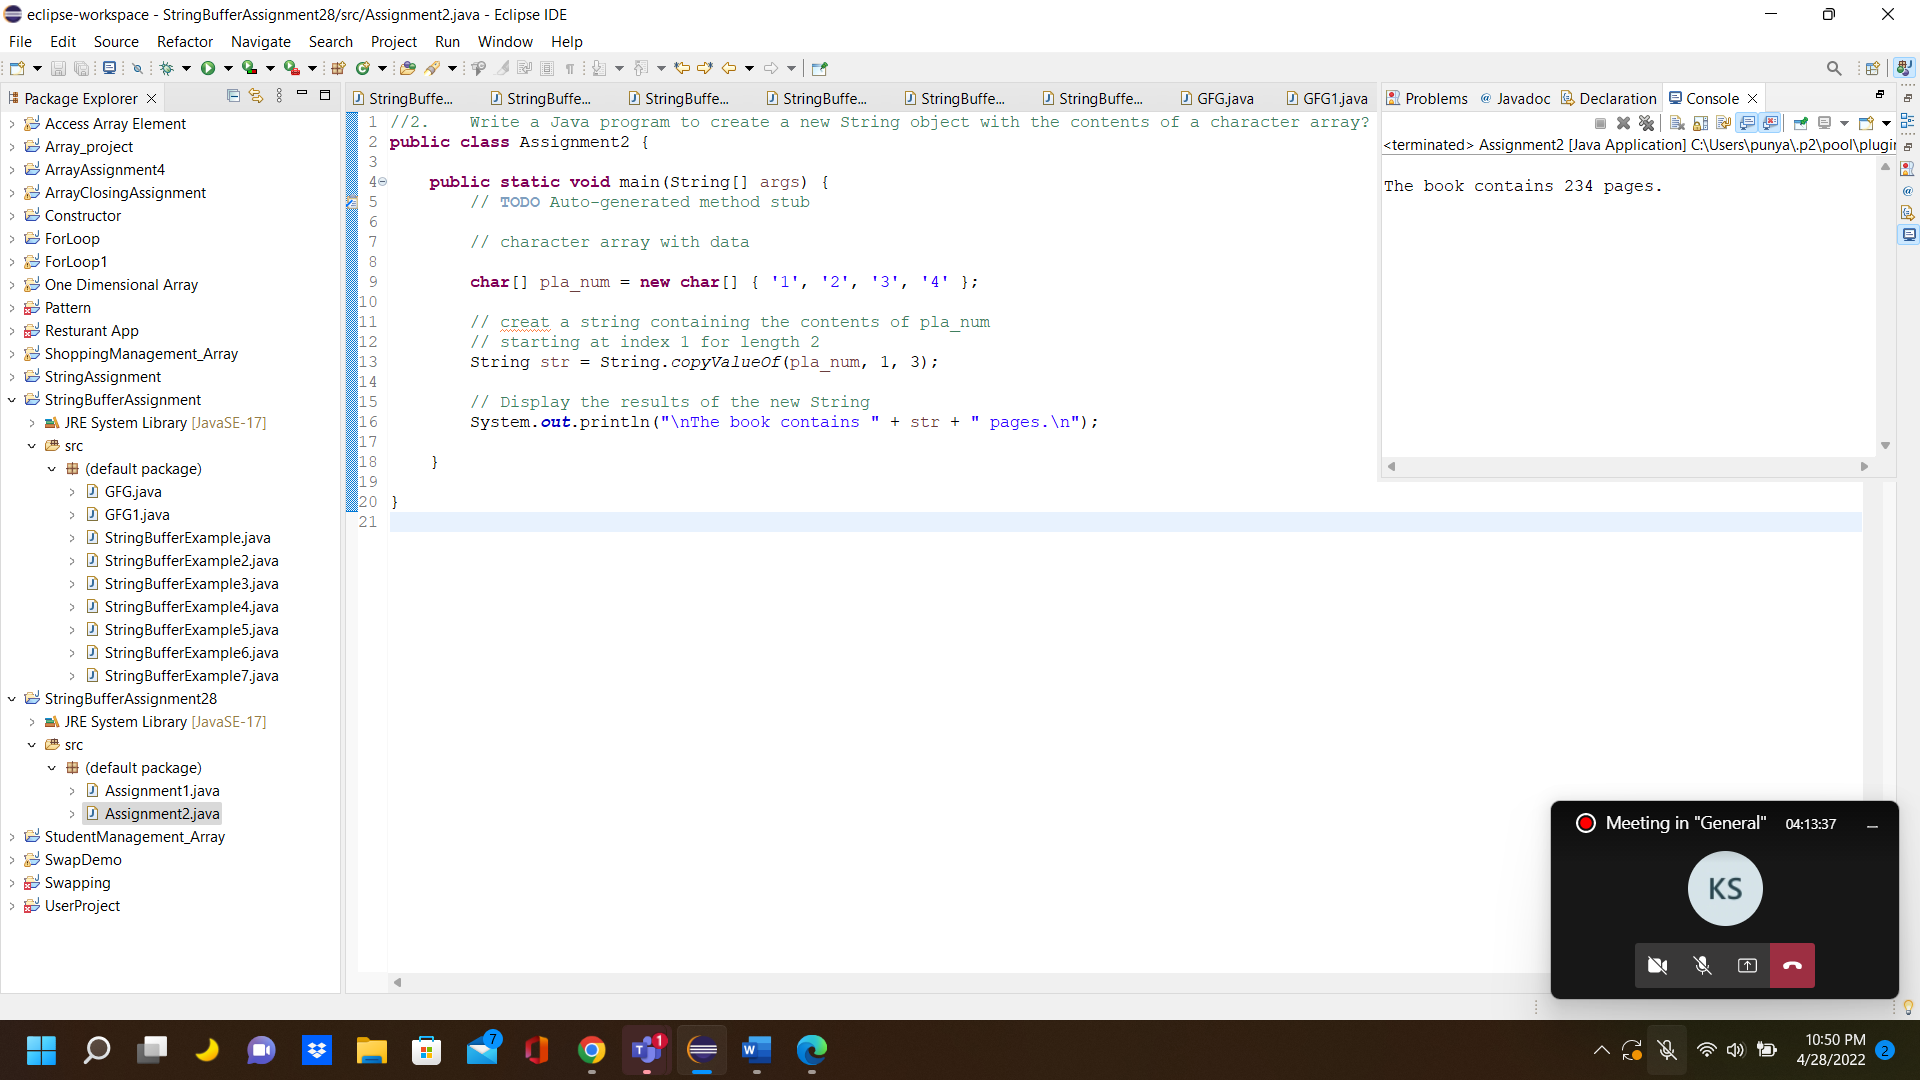 eclipse-workspace - StringBufferAssignment28/src/Assignment2.java - Eclipse IDE
File Edit Source Refactor Navigate Search Project Run Window Help
Package Explorer
Access Array Element
Array_project
ArrayAssignment4
ArrayClosingAssignment
Constructor
ForLoop
ForLoop1
One Dimensional Array
Pattern
Resturant App
ShoppingManagement_Array
StringAssignment
StringBufferAssignment
JRE System Library [JavaSE-17]
src
(default package)
GFG.java
GFG1.java
StringBufferExample.java
StringBufferExample2.java
StringBufferExample3.java
StringBufferExample4.java
StringBufferExample5.java
StringBufferExample6.java
StringBufferExample7.java
StringBufferAssignment28
JRE System Library [JavaSE-17]
src
(default package)
Assignment1.java
Assignment2.java
StudentManagement_Array
SwapDemo
Swapping
UserProject
StringBuffe... StringBuffe... StringBuffe... StringBuffe... StringBuffe... StringBuffe... GFG.java GFG1.java
1 //2. Write a Java program to create a new String object with the contents of a character array?
2 public class Assignment2 {
3
4 public static void main(String[] args) {
5 // TODO Auto-generated method stub
6
7 // character array with data
8
9 char[] pla_num = new char[] { '1', '2', '3', '4' };
10
11 // creat a string containing the contents of pla_num
12 // starting at index 1 for length 2
13 String str = String.copyValueOf(pla_num, 1, 3);
14
15 // Display the results of the new String
16 System.out.println("\nThe book contains " + str + " pages.\n");
17
18 }
19
20 }
21
Problems @ Javadoc Declaration Console
<terminated> Assignment2 [Java Application] C:\Users\punya\.p2\pool\plugin
The book contains 234 pages.
Meeting in "General" 04:13:37
KS
7
1
10:50 PM
4/28/2022
2